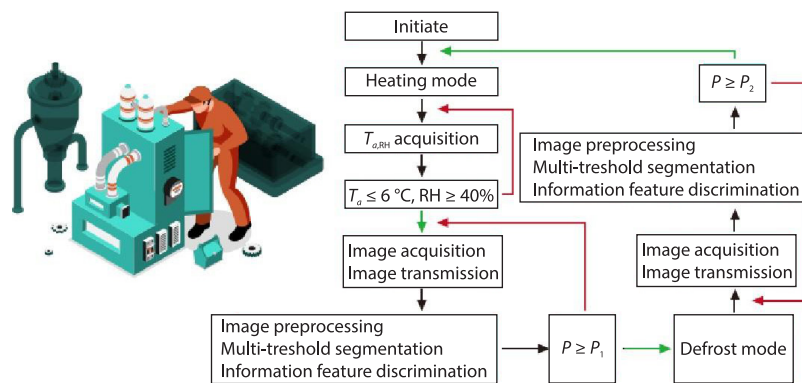 Initiate
Heating mode
Tₐ,RH acquisition
Tₐ ≤ 6 °C, RH ≥ 40%
Image acquisition
Image transmission
Image preprocessing
Multi-treshold segmentation
Information feature discrimination
P ≥ P₁
Defrost mode
Image acquisition
Image transmission
Image preprocessing
Multi-treshold segmentation
Information feature discrimination
P ≥ P₂